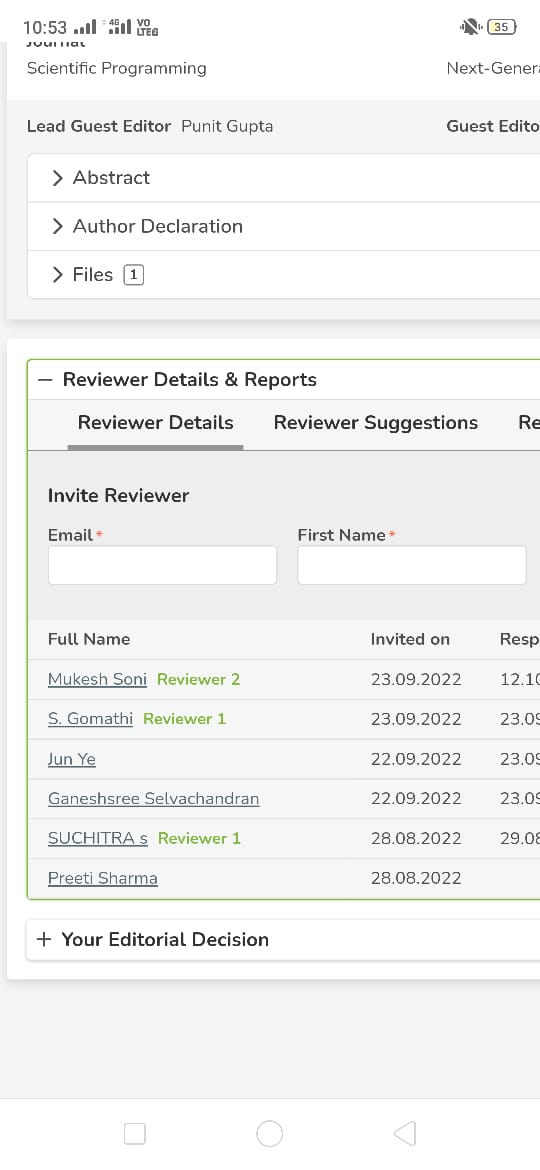 10:53 4G VO LTE2 35
Journal
Scientific Programming Next-Genera
Lead Guest Editor Punit Gupta Guest Edito
Abstract
Author Declaration
Files 1
Reviewer Details & Reports
Reviewer Details Reviewer Suggestions Re
Invite Reviewer
Email* First Name*
Full Name Invited on Resp
Mukesh Soni Reviewer 2 23.09.2022 12.10
S. Gomathi Reviewer 1 23.09.2022 23.09
Jun Ye 22.09.2022 23.09
Ganeshsree Selvachandran 22.09.2022 23.09
SUCHITRA s Reviewer 1 28.08.2022 29.08
Preeti Sharma 28.08.2022
Your Editorial Decision